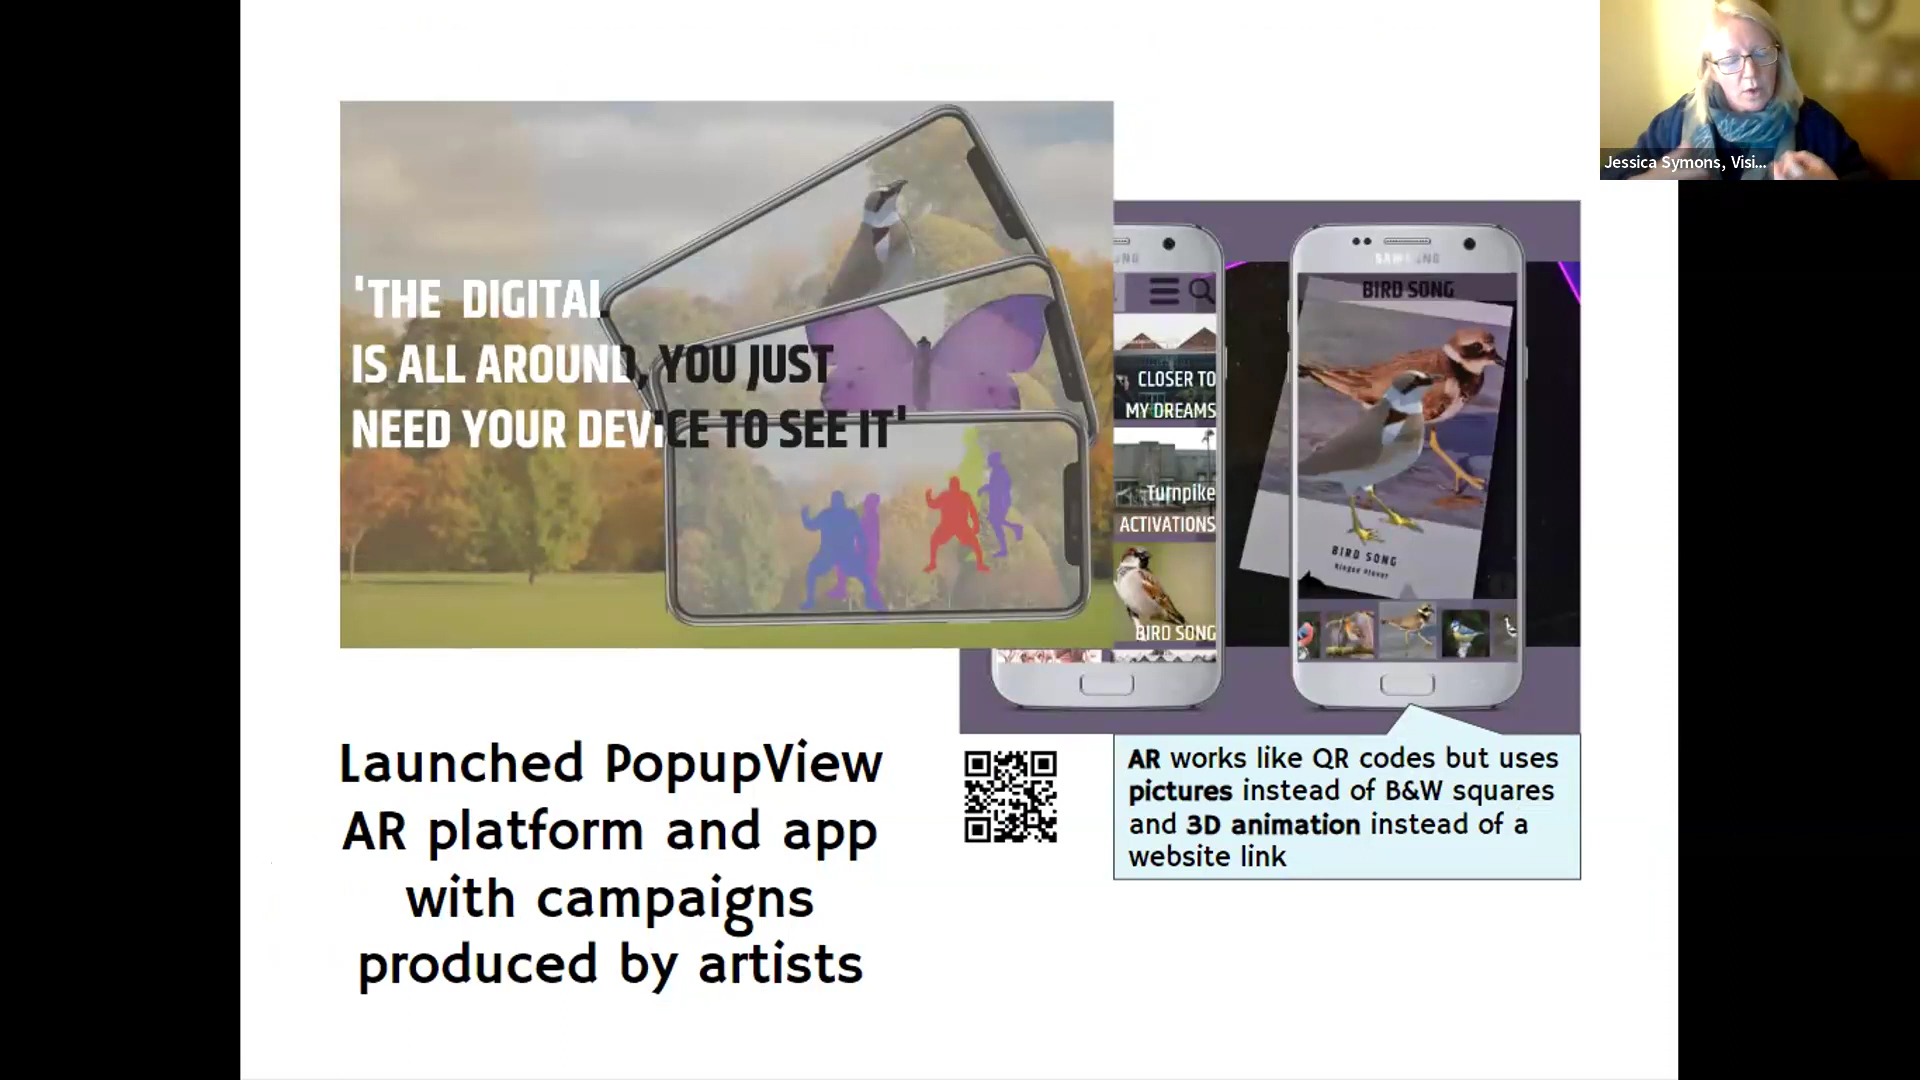 Jessica Symons, Visi...
'THE DIGITAL
IS ALL AROUND, YOU JUST
NEED YOUR DEVICE TO SEE IT'
SAMSUNG
BIRD SONG
CLOSER TO
MY DREAMS
Turnpike
ACTIVATIONS
BIRD SONG
BIRD SONG
Ringed Plover
Launched PopupView
AR platform and app
with campaigns
produced by artists
AR works like QR codes but uses
pictures instead of B&W squares
and 3D animation instead of a
website link